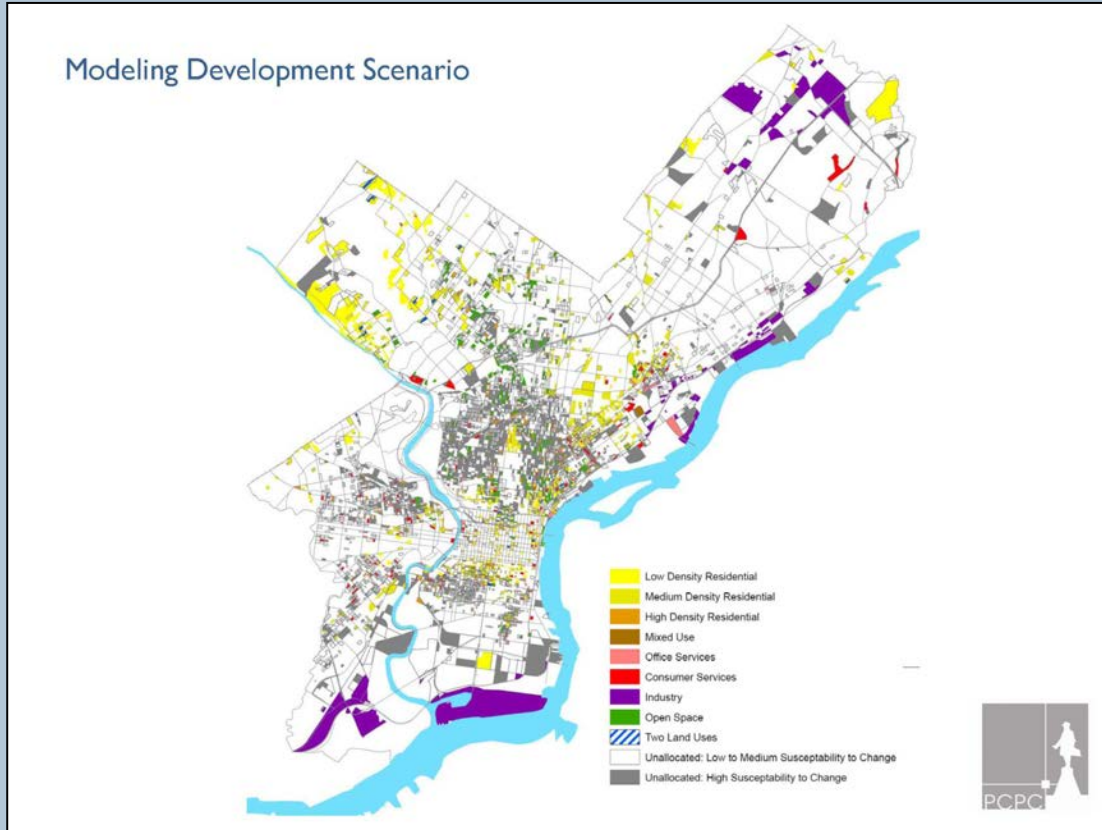 Modeling Development Scenario
Low Density Residential
Medium Density Residential
High Density Residential
Mixed Use
Office Services
Consumer Services
Industry
Open Space
Two Land Uses
Unallocated: Low to Medium Susceptability to Change
Unallocated: High Susceptability to Change
PCPC